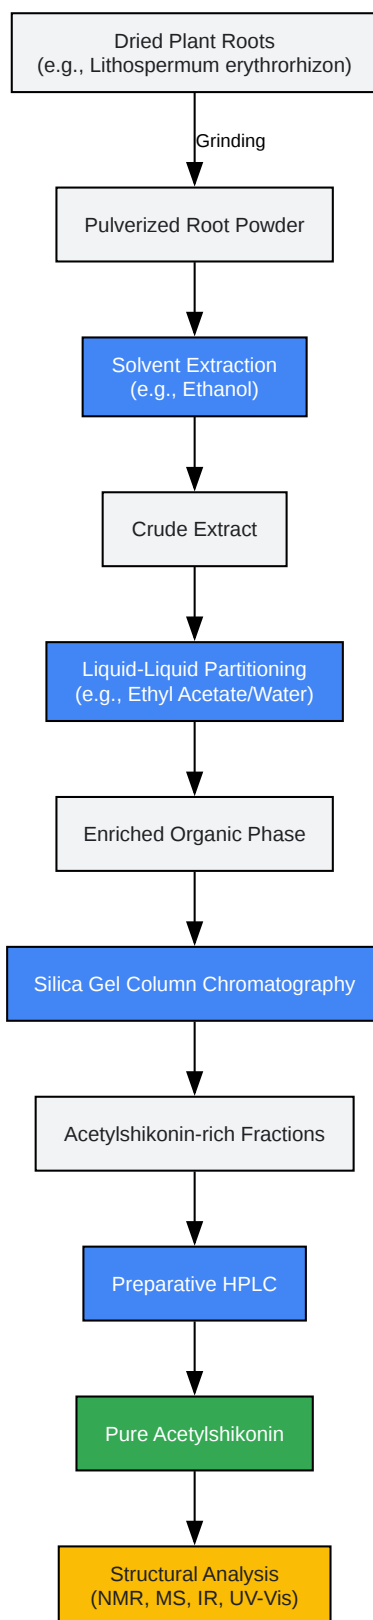 Dried Plant Roots
(e.g., Lithospermum erythrorhizon)
Grinding
Pulverized Root Powder
Solvent Extraction
(e.g., Ethanol)
Crude Extract
Liquid-Liquid Partitioning
(e.g., Ethyl Acetate/Water)
Enriched Organic Phase
Silica Gel Column Chromatography
Acetylshikonin-rich Fractions
Preparative HPLC
Pure Acetylshikonin
Structural Analysis
(NMR, MS, IR, UV-Vis)